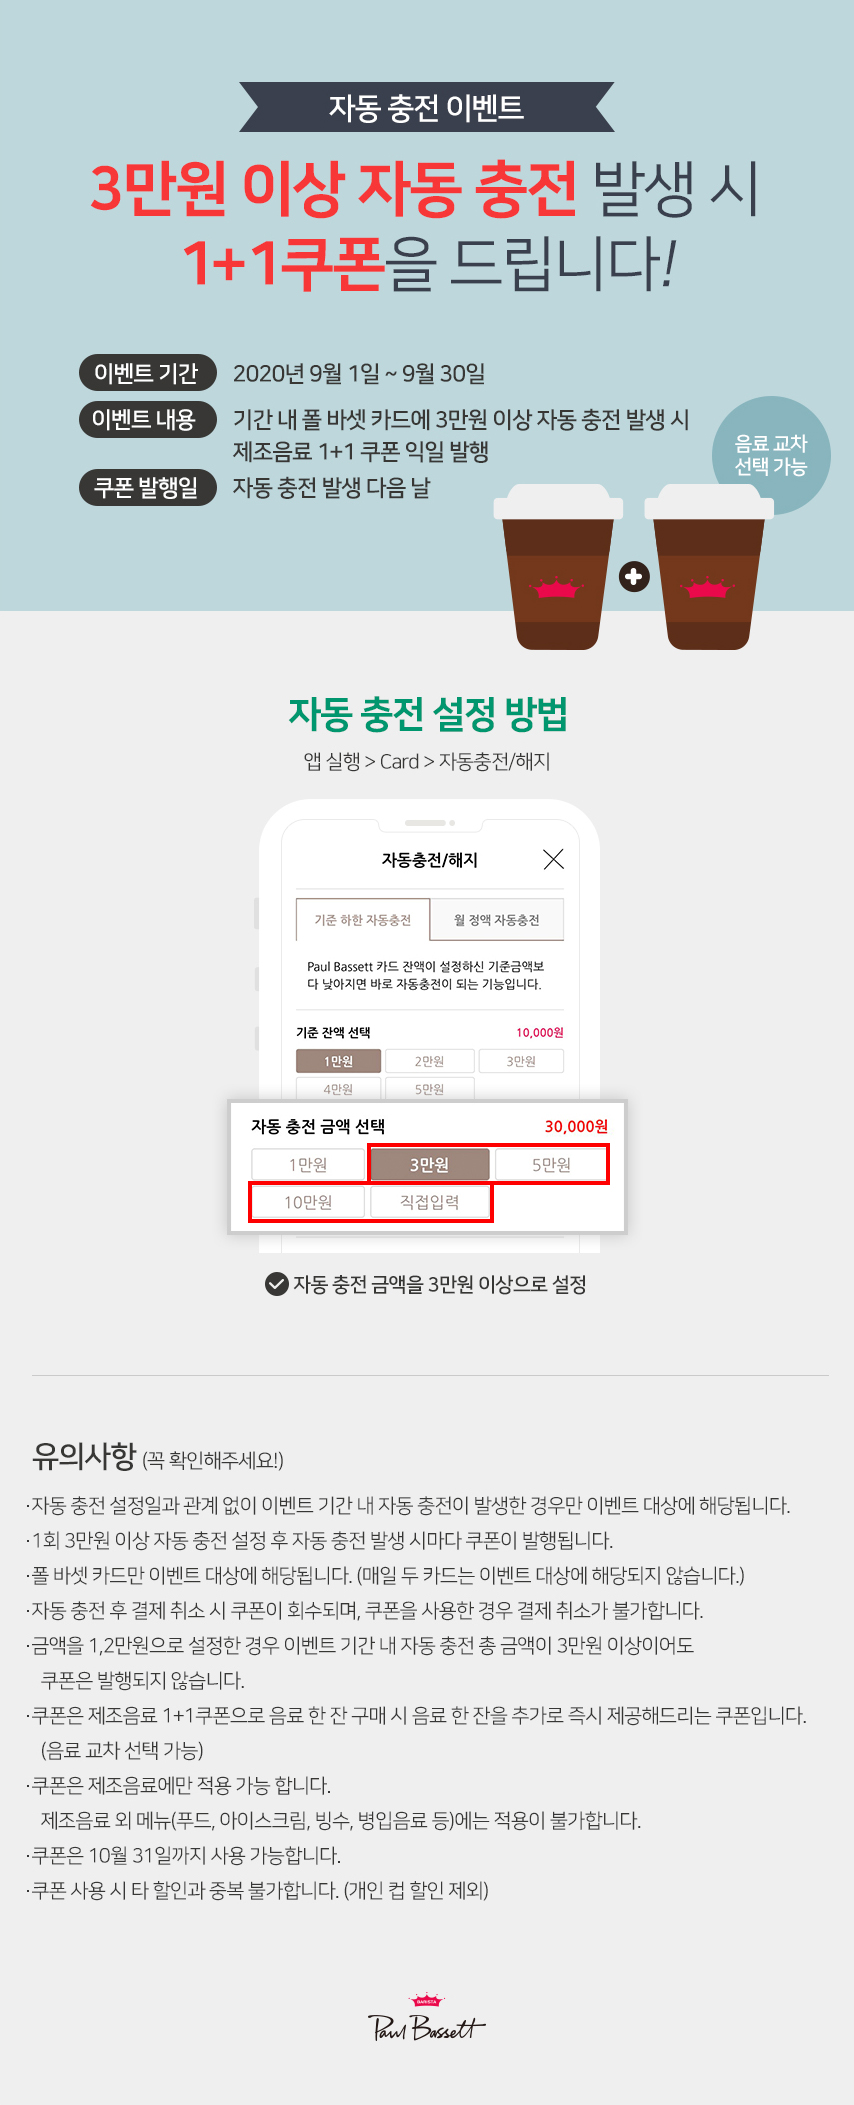 자동 충전 이벤트
3만원 이상 자동 충전 발생 시
1+1쿠폰을 드립니다!
이벤트 기간 2020년 9월 1일 ~ 9월 30일
이벤트 내용 기간 내 폴 바셋 카드에 3만원 이상 자동 충전 발생 시
제조음료 1+1 쿠폰 익일 발행
쿠폰 발행일 자동 충전 발생 다음 날
음료 교차
선택 가능
자동 충전 설정 방법
앱 실행 > Card > 자동충전/해지
자동충전/해지
기준 하한 자동충전 월 정액 자동충전
Paul Bassett 카드 잔액이 설정하신 기준금액보
다 낮아지면 바로 자동충전이 되는 기능입니다.
기준 잔액 선택 10,000원
1만원 2만원 3만원
4만원 5만원
자동 충전 금액 선택 30,000원
1만원 3만원 5만원
10만원 직접입력
자동 충전 금액을 3만원 이상으로 설정
유의사항 (꼭 확인해주세요!)
·자동 충전 설정일과 관계 없이 이벤트 기간 내 자동 충전이 발생한 경우만 이벤트 대상에 해당됩니다.
·1회 3만원 이상 자동 충전 설정 후 자동 충전 발생 시마다 쿠폰이 발행됩니다.
·폴 바셋 카드만 이벤트 대상에 해당됩니다. (매일 두 카드는 이벤트 대상에 해당되지 않습니다.)
·자동 충전 후 결제 취소 시 쿠폰이 회수되며, 쿠폰을 사용한 경우 결제 취소가 불가합니다.
·금액을 1,2만원으로 설정한 경우 이벤트 기간 내 자동 충전 총 금액이 3만원 이상이어도
쿠폰은 발행되지 않습니다.
·쿠폰은 제조음료 1+1쿠폰으로 음료 한 잔 구매 시 음료 한 잔을 추가로 즉시 제공해드리는 쿠폰입니다.
(음료 교차 선택 가능)
·쿠폰은 제조음료에만 적용 가능 합니다.
제조음료 외 메뉴(푸드, 아이스크림, 빙수, 병입음료 등)에는 적용이 불가합니다.
·쿠폰은 10월 31일까지 사용 가능합니다.
·쿠폰 사용 시 타 할인과 중복 불가합니다. (개인 컵 할인 제외)
BARISTA
Paul Bassett